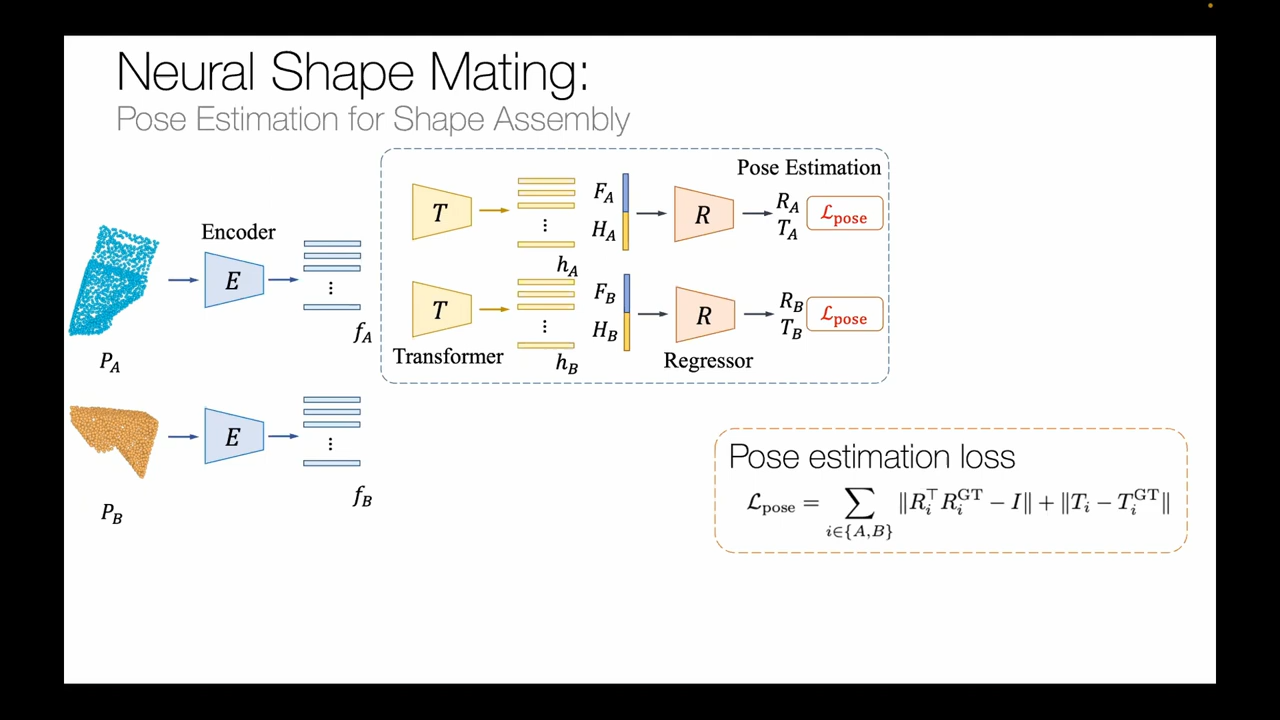 Neural Shape Mating:
Pose Estimation for Shape Assembly
Pose Estimation
T
F_A
H_A
R
R_A
T_A
ℒ_pose
h_A
Encoder
E
f_A
P_A
T
F_B
H_B
R
R_B
T_B
ℒ_pose
Transformer
h_B
Regressor
E
f_B
P_B
Pose estimation loss
ℒ_pose = ∑_{i∈{A,B}} ‖R_i^⊤ R_i^GT − I‖ + ‖T_i − T_i^GT‖